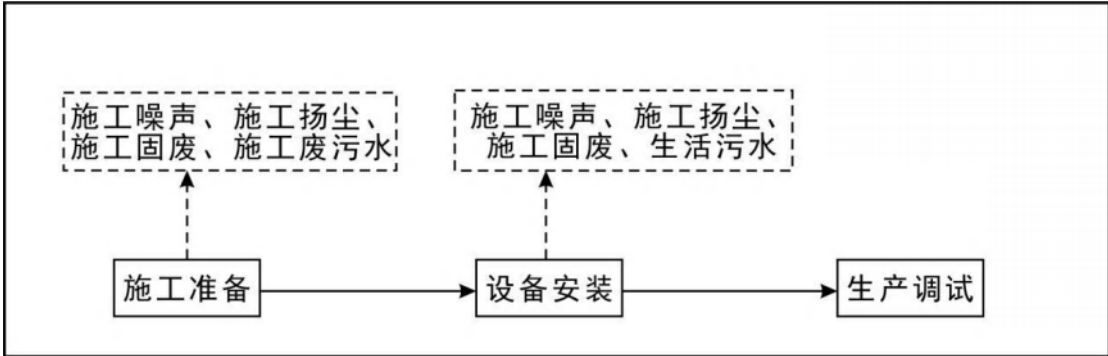 施工噪声、施工扬尘、
施工固废、施工废污水
施工噪声、施工扬尘、
施工固废、生活污水
施工准备
设备安装
生产调试